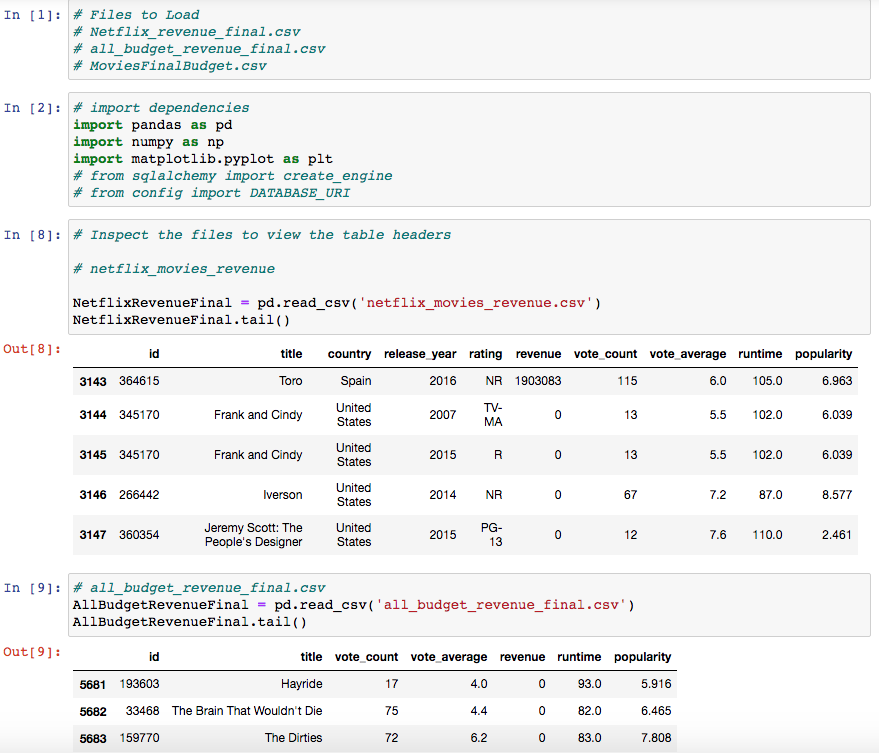 In [1]: # Files to Load
# Netflix_revenue_final.csv
# all_budget_revenue_final.csv
# MoviesFinalBudget.csv
In [2]: # import dependencies
import pandas as pd
import numpy as np
import matplotlib.pyplot as plt
# from sqlalchemy import create_engine
# from config import DATABASE_URI
In [8]: # Inspect the files to view the table headers
# netflix_movies_revenue
NetflixRevenueFinal = pd.read_csv('netflix_movies_revenue.csv')
NetflixRevenueFinal.tail()
Out[8]:
id title country release_year rating revenue vote_count vote_average runtime popularity
3143 364615 Toro Spain 2016 NR 1903083 115 6.0 105.0 6.963
3144 345170 Frank and Cindy United States 2007 TV-MA 0 13 5.5 102.0 6.039
3145 345170 Frank and Cindy United States 2015 R 0 13 5.5 102.0 6.039
3146 266442 Iverson United States 2014 NR 0 67 7.2 87.0 8.577
3147 360354 Jeremy Scott: The People's Designer United States 2015 PG-13 0 12 7.6 110.0 2.461
In [9]: # all_budget_revenue_final.csv
AllBudgetRevenueFinal = pd.read_csv('all_budget_revenue_final.csv')
AllBudgetRevenueFinal.tail()
Out[9]:
id title vote_count vote_average revenue runtime popularity
5681 193603 Hayride 17 4.0 0 93.0 5.916
5682 33468 The Brain That Wouldn't Die 75 4.4 0 82.0 6.465
5683 159770 The Dirties 72 6.2 0 83.0 7.808